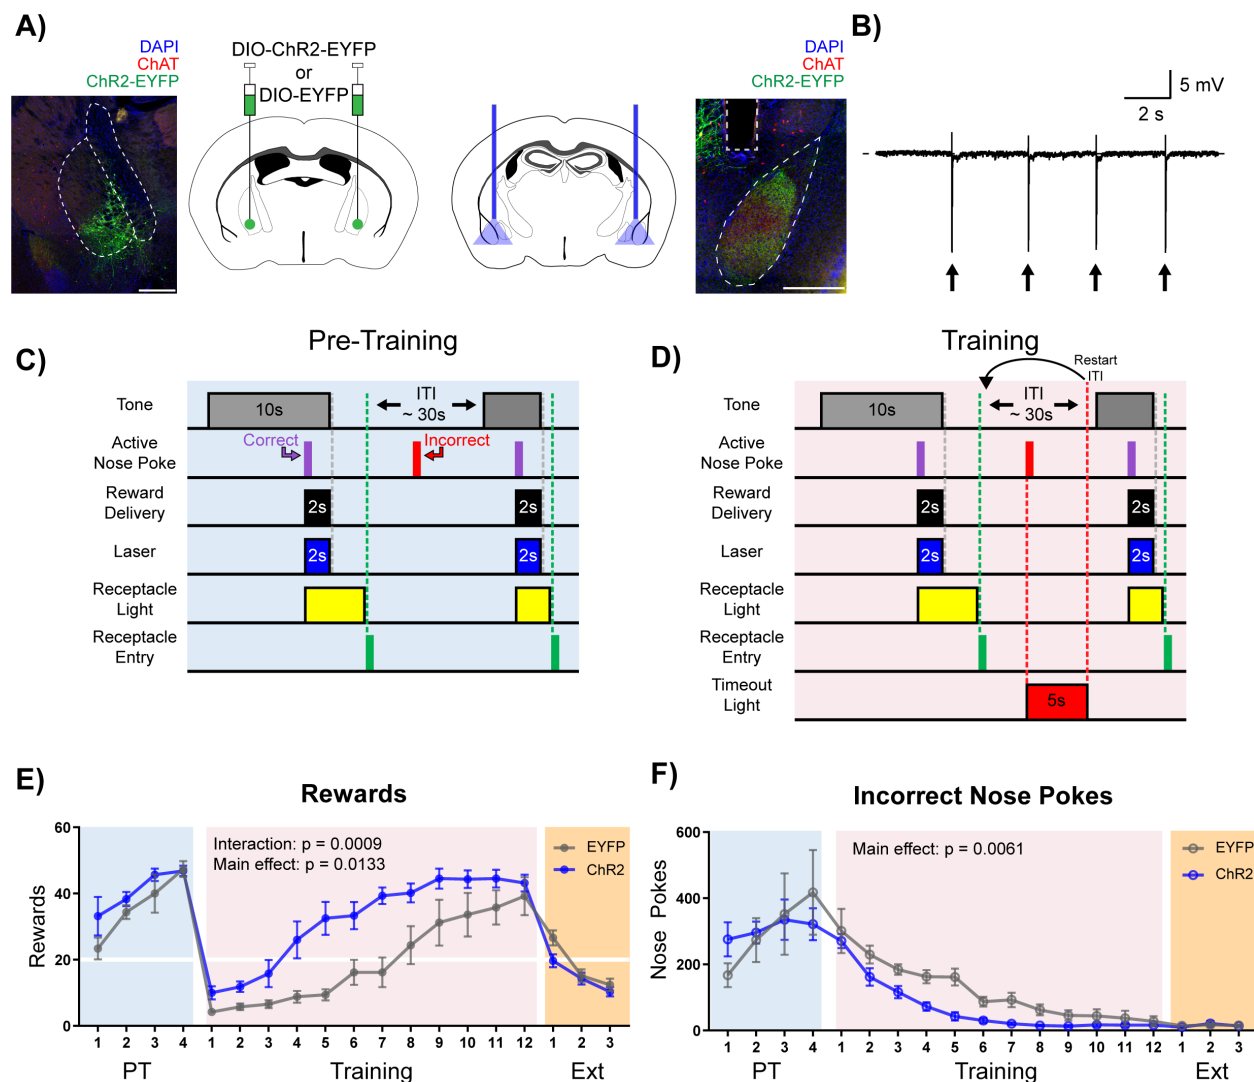 A)
DAPI
ChAT
ChR2-EYFP
DIO-ChR2-EYFP
or
DIO-EYFP
DAPI
ChAT
ChR2-EYFP
B)
5 mV
2 s
C)
Pre-Training
Tone
10s
ITI
~ 30s
Active
Nose Poke
Correct
Incorrect
Reward
Delivery
2s
2s
Laser
2s
2s
Receptacle
Light
Receptacle
Entry
D)
Training
Restart
ITI
Tone
10s
ITI
~ 30s
Active
Nose Poke
Reward
Delivery
2s
2s
Laser
2s
2s
Receptacle
Light
Receptacle
Entry
Timeout
Light
5s
E)
Rewards
Interaction: p = 0.0009
Main effect: p = 0.0133
EYFP
ChR2
Rewards
60
40
20
0
1 2 3 4 1 2 3 4 5 6 7 8 9 10 11 12 1 2 3
PT Training Ext
F)
Incorrect Nose Pokes
Main effect: p = 0.0061
EYFP
ChR2
Nose Pokes
600
400
200
0
1 2 3 4 1 2 3 4 5 6 7 8 9 10 11 12 1 2 3
PT Training Ext